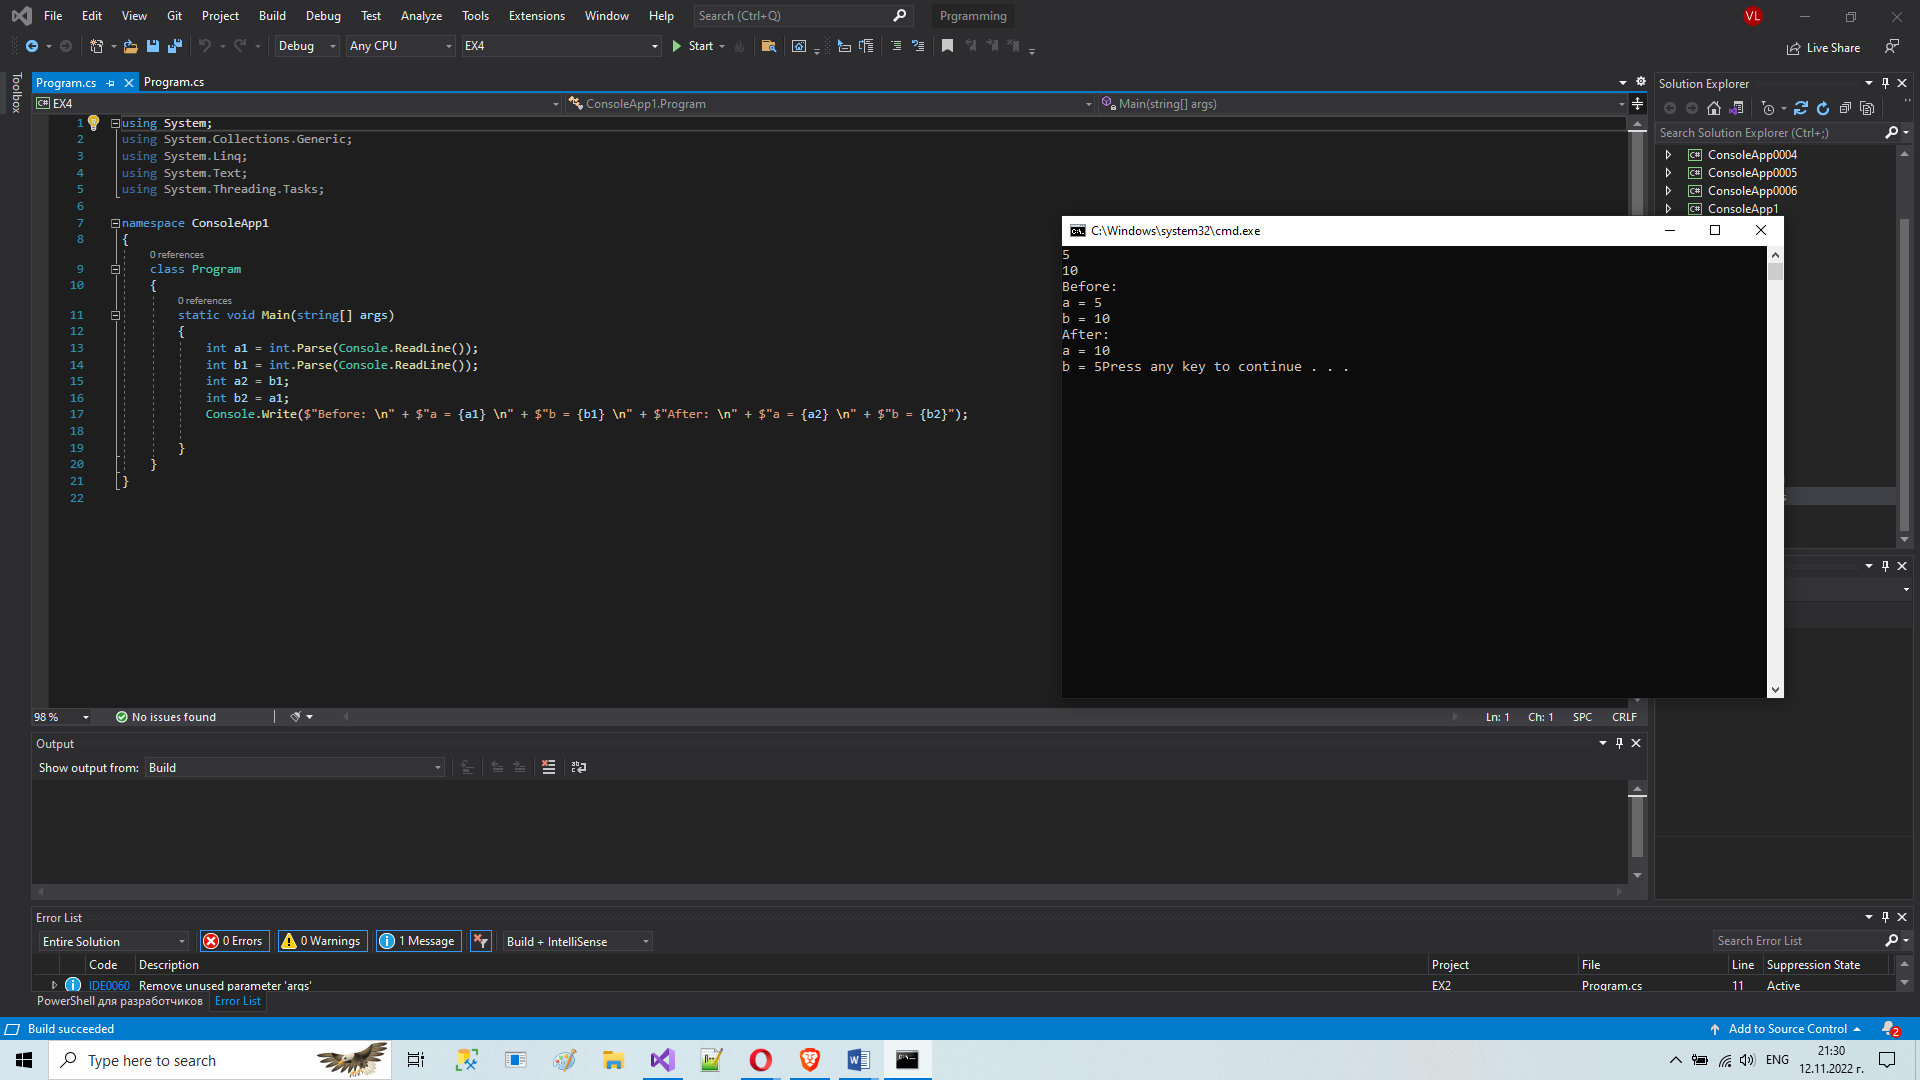 File Edit View Git Project Build Debug Test Analyze Tools Extensions Window Help Search (Ctrl+Q) Prgramming VL
Debug Any CPU EX4 Start Live Share
Toolbox
Program.cs Program.cs
EX4 ConsoleApp1.Program Main(string[] args)
1 using System;
2 using System.Collections.Generic;
3 using System.Linq;
4 using System.Text;
5 using System.Threading.Tasks;
6
7 namespace ConsoleApp1
8 {
0 references
9 class Program
10 {
0 references
11 static void Main(string[] args)
12 {
13 int a1 = int.Parse(Console.ReadLine());
14 int b1 = int.Parse(Console.ReadLine());
15 int a2 = b1;
16 int b2 = a1;
17 Console.Write($"Before: \n" + $"a = {a1} \n" + $"b = {b1} \n" + $"After: \n" + $"a = {a2} \n" + $"b = {b2}");
18
19 }
20 }
21 }
22
98 % No issues found Ln: 1 Ch: 1 SPC CRLF
C:\Windows\system32\cmd.exe
5
10
Before:
a = 5
b = 10
After:
a = 10
b = 5Press any key to continue . . .
Solution Explorer
Search Solution Explorer (Ctrl+;)
ConsoleApp0004
ConsoleApp0005
ConsoleApp0006
ConsoleApp1
Output
Show output from: Build
Error List
Entire Solution 0 Errors 0 Warnings 1 Message Build + IntelliSense Search Error List
Code Description Project File Line Suppression State
IDE0060 Remove unused parameter 'args' EX2 Program.cs 11 Active
PowerShell для разработчиков Error List
Build succeeded Add to Source Control 2
Type here to search ENG 21:30
12.11.2022 г.